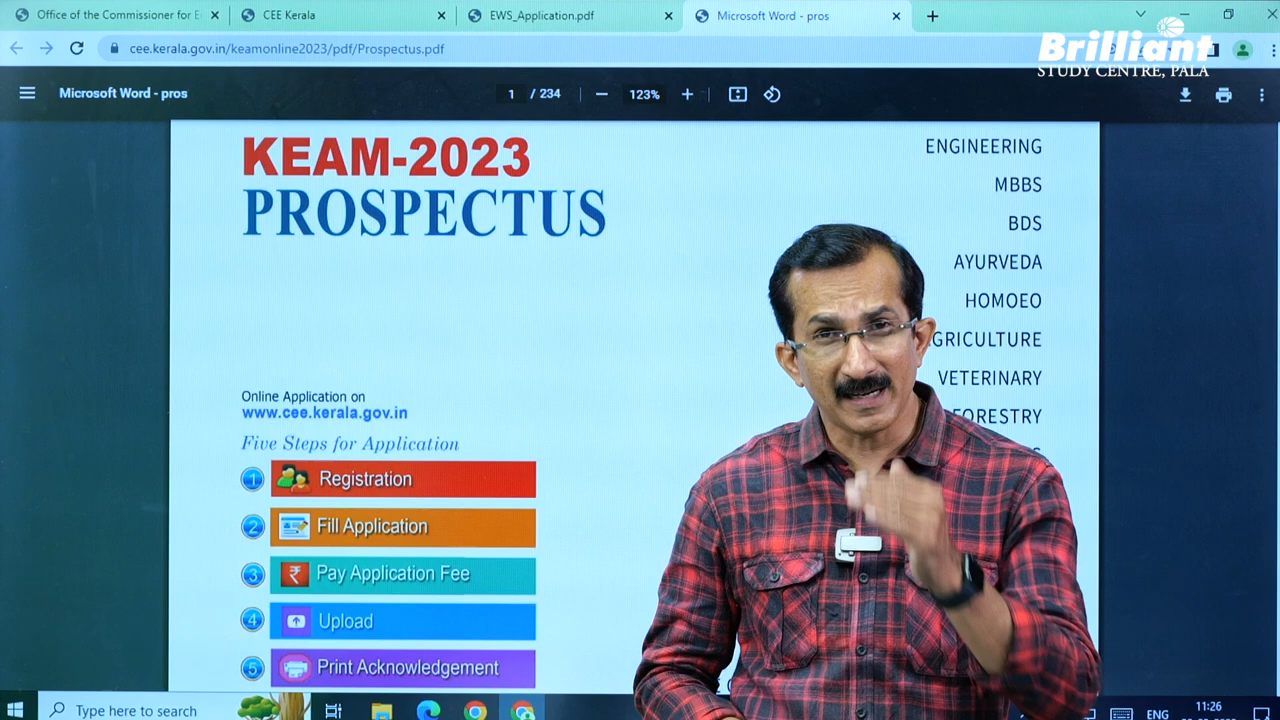 Office of the Commissioner for E
CEE Kerala
EWS_Application.pdf
Microsoft Word - pros
cee.kerala.gov.in/keamonline2023/pdf/Prospectus.pdf
Brilliant
STUDY CENTRE, PALA
Microsoft Word - pros
1 / 234
123%
KEAM-2023
PROSPECTUS
ENGINEERING
MBBS
BDS
AYURVEDA
HOMOEO
GRICULTURE
VETERINARY
FORESTRY
Online Application on
www.cee.kerala.gov.in
Five Steps for Application
1 Registration
2 Fill Application
3 ₹ Pay Application Fee
4 Upload
5 Print Acknowledgement
Type here to search
ENG
11:26